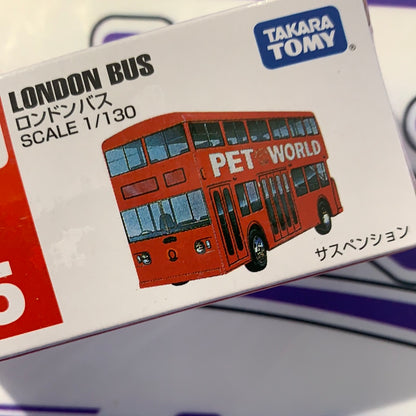 TAKARA
TOMY
LONDON BUS
ロンドンバス
SCALE 1/130
PET WORLD
サスペンション